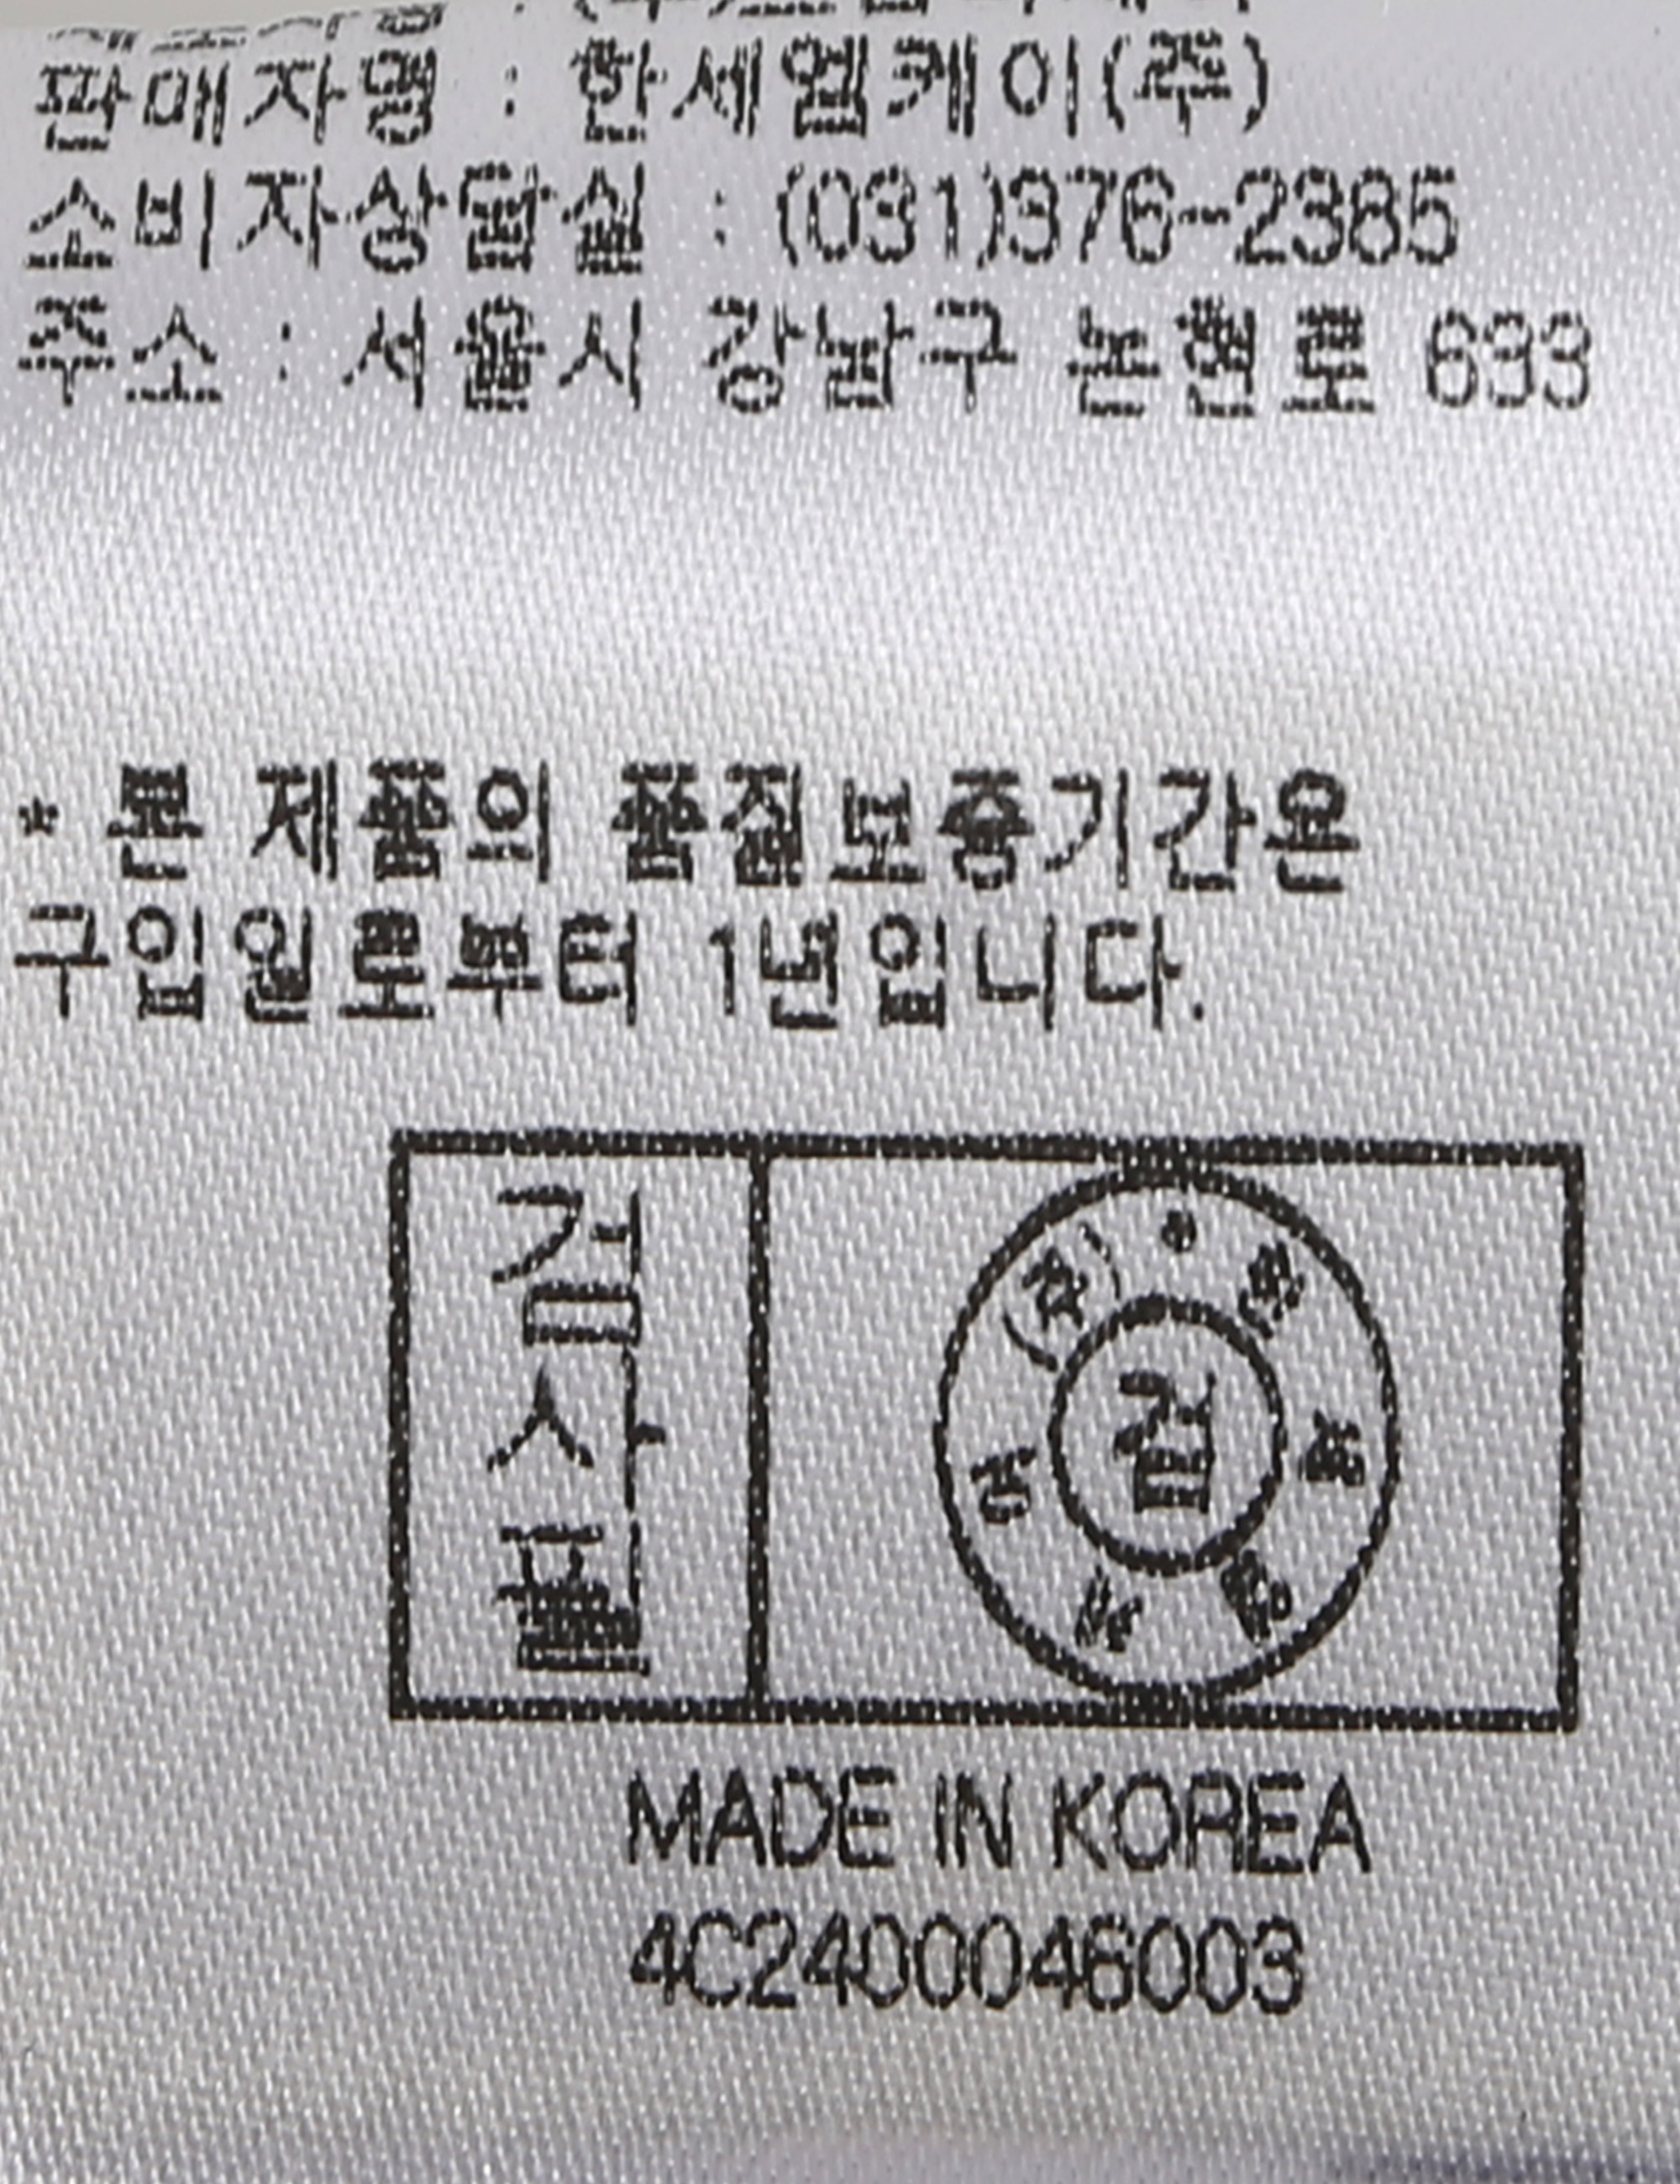 판매자명 : 한세엠케이(주)
소비자상담실 : (031)376-2385
주소 : 서울시 강남구 논현로 633
* 본 제품의 품질보증기간은
구입일로부터 1년입니다.
검사필
(주)
검
MADE IN KOREA
4C2400046003